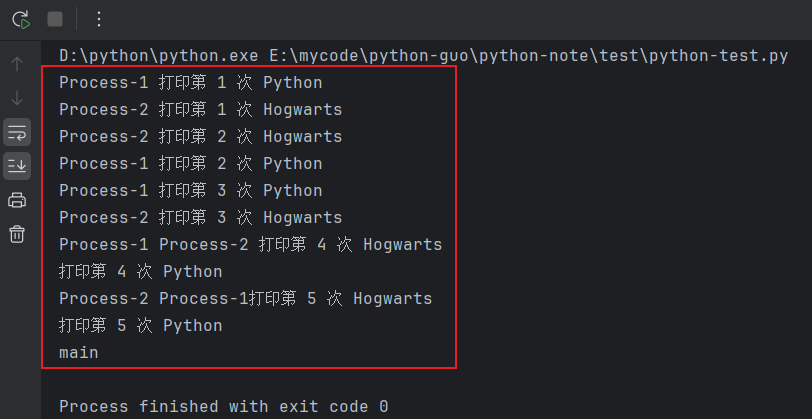 D:\python\python.exe E:\mycode\python-guo\python-note\test\python-test.py
Process-1 打印第 1 次 Python
Process-2 打印第 1 次 Hogwarts
Process-2 打印第 2 次 Hogwarts
Process-1 打印第 2 次 Python
Process-1 打印第 3 次 Python
Process-2 打印第 3 次 Hogwarts
Process-1 Process-2 打印第 4 次 Hogwarts
打印第 4 次 Python
Process-2 Process-1打印第 5 次 Hogwarts
打印第 5 次 Python
main
Process finished with exit code 0